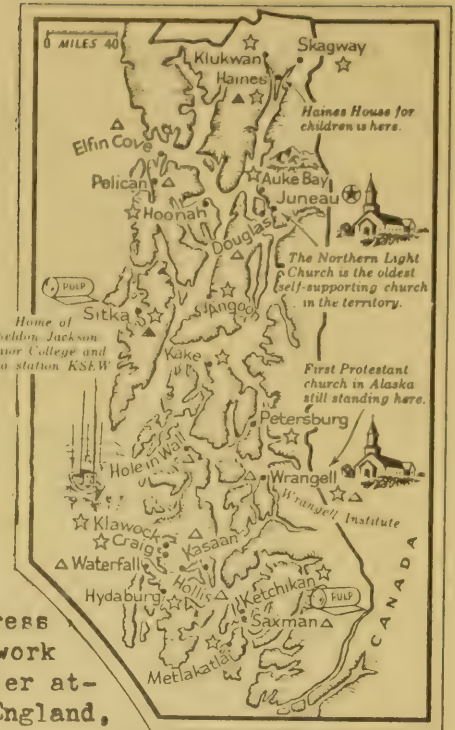 0 MILES 40
Klukwan
Skagway
Haines
Haines House for
children is here.
Elfin Cove
Pelican
Auke Bay
Juneau
Hoonah
Douglas
The Northern Light
Church is the oldest
self-supporting church
in the territory.
PULP
Sitka
Angoon
Home of
Sheldon Jackson
Junior College and
station KSEW
Kake
First Protestant
church in Alaska
still standing here.
Petersburg
Hole in Wall
Wrangell
Wrangell Institute
Klawock
Craig
Kasaan
Waterfall
Hollis
Hydaburg
Ketchikan
PULP
Saxman
Metlakatla
CANADA
ress
work
er at-
England,